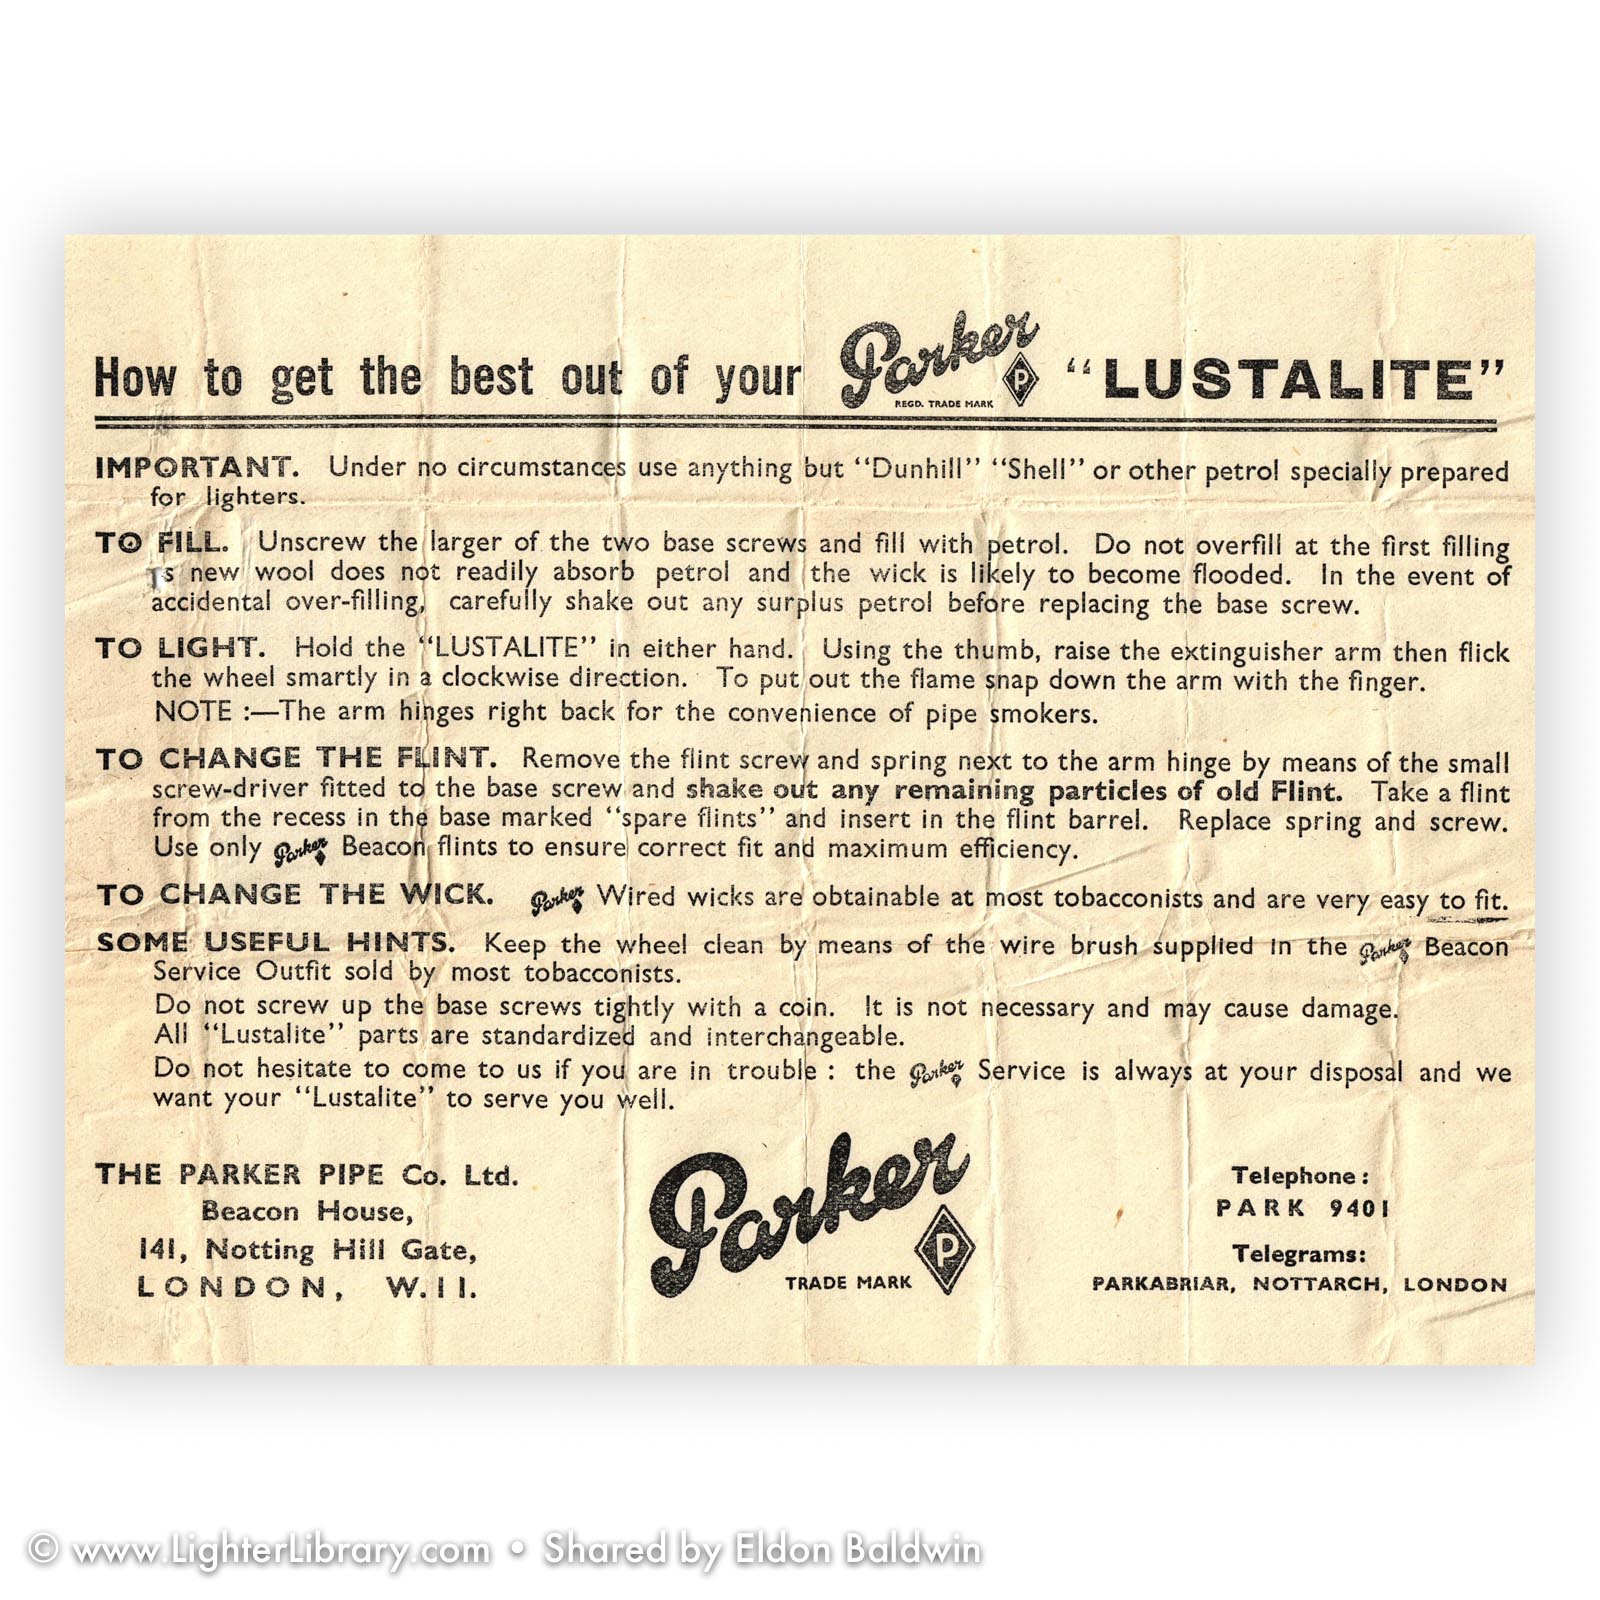 How to get the best out of your Parker P "LUSTALITE"
REGD. TRADE MARK
IMPORTANT. Under no circumstances use anything but "Dunhill" "Shell" or other petrol specially prepared
for lighters.
TO FILL. Unscrew the larger of the two base screws and fill with petrol. Do not overfill at the first filling
new wool does not readily absorb petrol and the wick is likely to become flooded. In the event of
accidental over-filling, carefully shake out any surplus petrol before replacing the base screw.
TO LIGHT. Hold the "LUSTALITE" in either hand. Using the thumb, raise the extinguisher arm then flick
the wheel smartly in a clockwise direction. To put out the flame snap down the arm with the finger.
NOTE :—The arm hinges right back for the convenience of pipe smokers.
TO CHANGE THE FLINT. Remove the flint screw and spring next to the arm hinge by means of the small
screw-driver fitted to the base screw and shake out any remaining particles of old Flint. Take a flint
from the recess in the base marked "spare flints" and insert in the flint barrel. Replace spring and screw.
Use only Parker Beacon flints to ensure correct fit and maximum efficiency.
TO CHANGE THE WICK. Parker Wired wicks are obtainable at most tobacconists and are very easy to fit.
SOME USEFUL HINTS. Keep the wheel clean by means of the wire brush supplied in the Parker Beacon
Service Outfit sold by most tobacconists.
Do not screw up the base screws tightly with a coin. It is not necessary and may cause damage.
All "Lustalite" parts are standardized and interchangeable.
Do not hesitate to come to us if you are in trouble : the Parker Service is always at your disposal and we
want your "Lustalite" to serve you well.
THE PARKER PIPE Co. Ltd.
Beacon House,
141, Notting Hill Gate,
LONDON, W.11.
Parker
P
TRADE MARK
Telephone :
PARK 9401
Telegrams:
PARKABRIAR, NOTTARCH, LONDON
© www.LighterLibrary.com • Shared by Eldon Baldwin